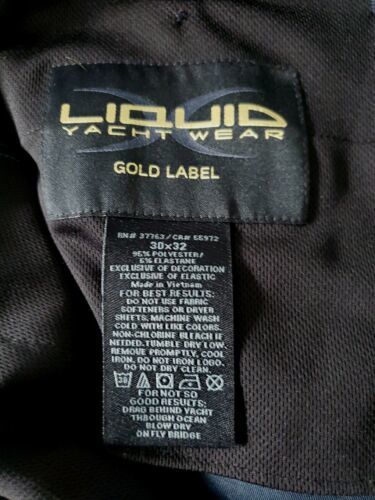 LIQUID
YACHT WEAR
GOLD LABEL
RN# 37763 / CA# 55972
30x32
95% POLYESTER/
5% ELASTANE
EXCLUSIVE OF DECORATION
EXCLUSIVE OF ELASTIC
Made in Vietnam
FOR BEST RESULTS:
DO NOT USE FABRIC
SOFTENERS OR DRYER
SHEETS. MACHINE WASH
COLD WITH LIKE COLORS.
NON-CHLORINE BLEACH IF
NEEDED. TUMBLE DRY LOW.
REMOVE PROMPTLY, COOL
IRON. DO NOT IRON LOGO.
DO NOT DRY CLEAN.
30
FOR NOT SO
GOOD RESULTS:
DRAG BEHIND YACHT
THROUGH OCEAN
BLOW DRY
ON FLY BRIDGE